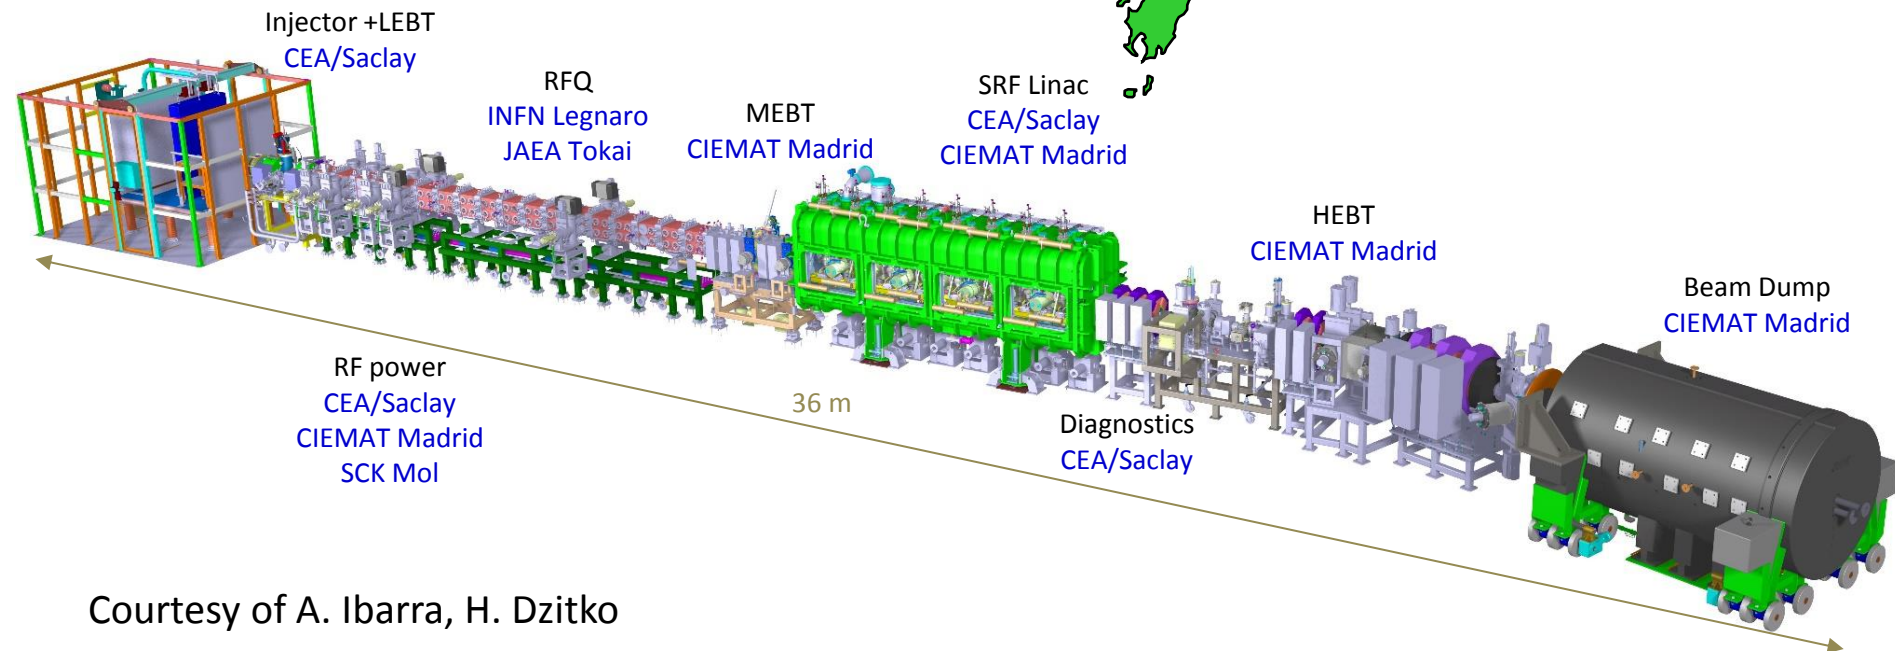 Injector +LEBT
CEA/Saclay
RFQ
INFN Legnaro
JAEA Tokai
MEBT
CIEMAT Madrid
SRF Linac
CEA/Saclay
CIEMAT Madrid
HEBT
CIEMAT Madrid
Beam Dump
CIEMAT Madrid
RF power
CEA/Saclay
CIEMAT Madrid
SCK Mol
36 m
Diagnostics
CEA/Saclay
Courtesy of A. Ibarra, H. Dzitko